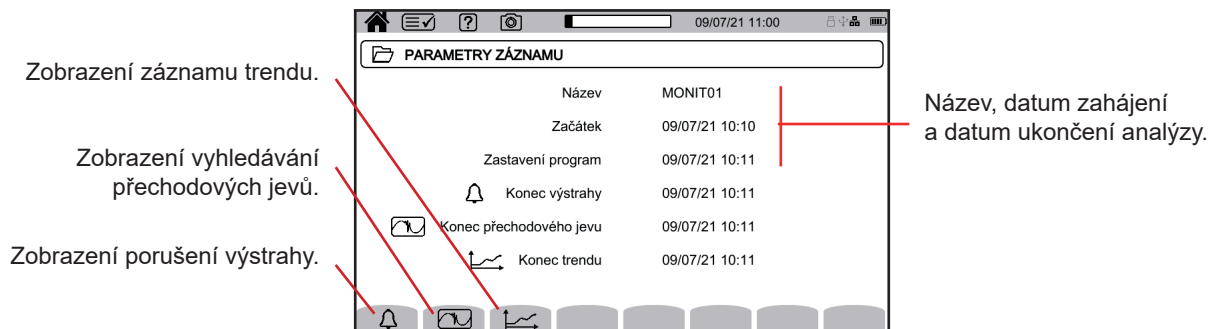 09/07/21 11:00
PARAMETRY ZÁZNAMU
Zobrazení záznamu trendu.
Název MONIT01
Název, datum zahájení
a datum ukončení analýzy.
Začátek 09/07/21 10:10
Zobrazení vyhledávání
přechodových jevů.
Zastavení program 09/07/21 10:11
Konec výstrahy 09/07/21 10:11
Konec přechodového jevu 09/07/21 10:11
Zobrazení porušení výstrahy.
Konec trendu 09/07/21 10:11